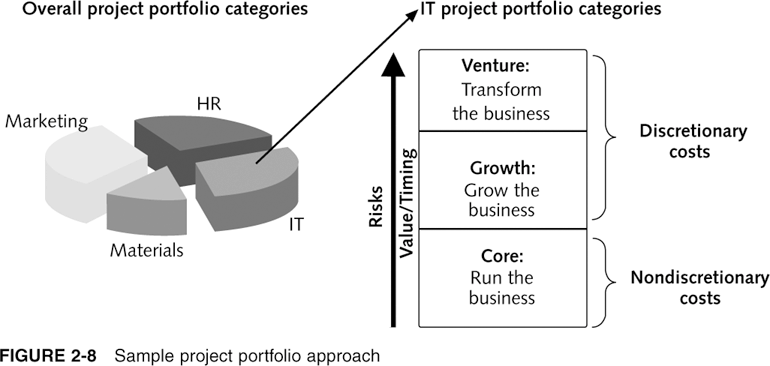 Overall project portfolio categories
IT project portfolio categories
HR
Marketing
IT
Materials
Risks
Value/Timing
Venture:
Transform
the business
Growth:
Grow the
business
Core:
Run the
business
Discretionary
costs
Nondiscretionary
costs
FIGURE 2-8 Sample project portfolio approach